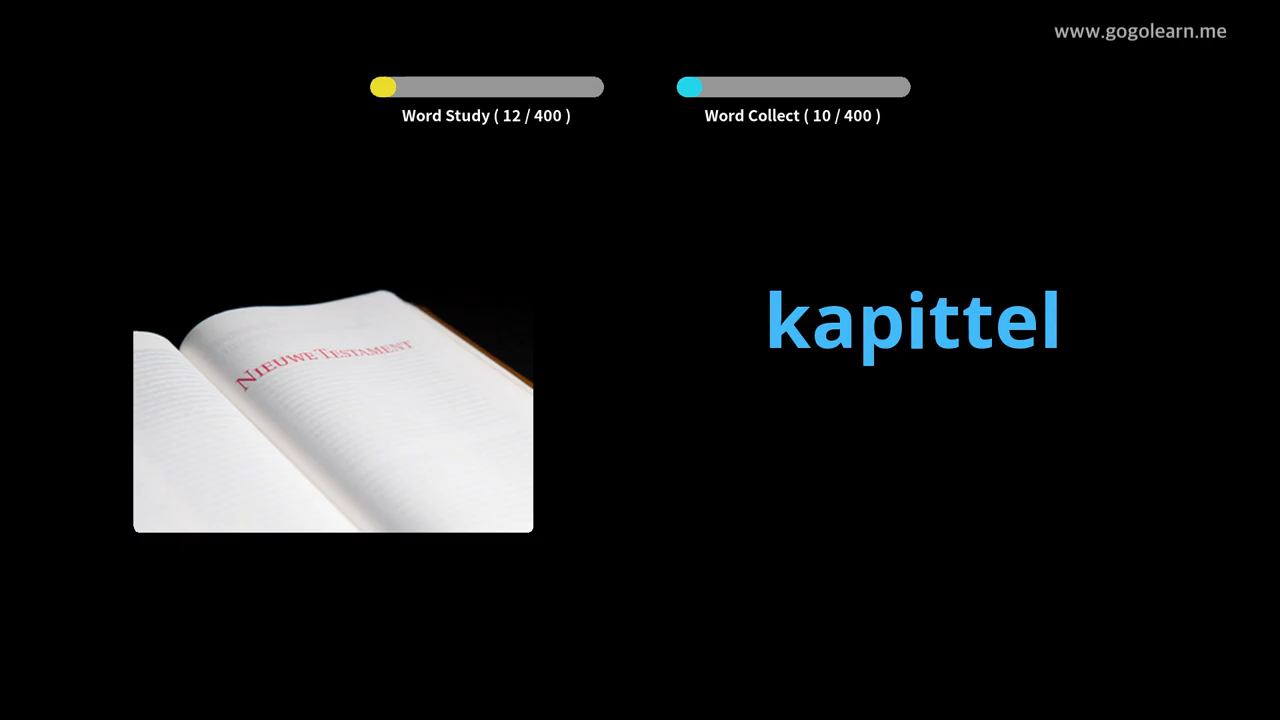 www.gogolearn.me
Word Study ( 12 / 400 )
Word Collect ( 10 / 400 )
NIEUWE TESTAMENT
kapittel